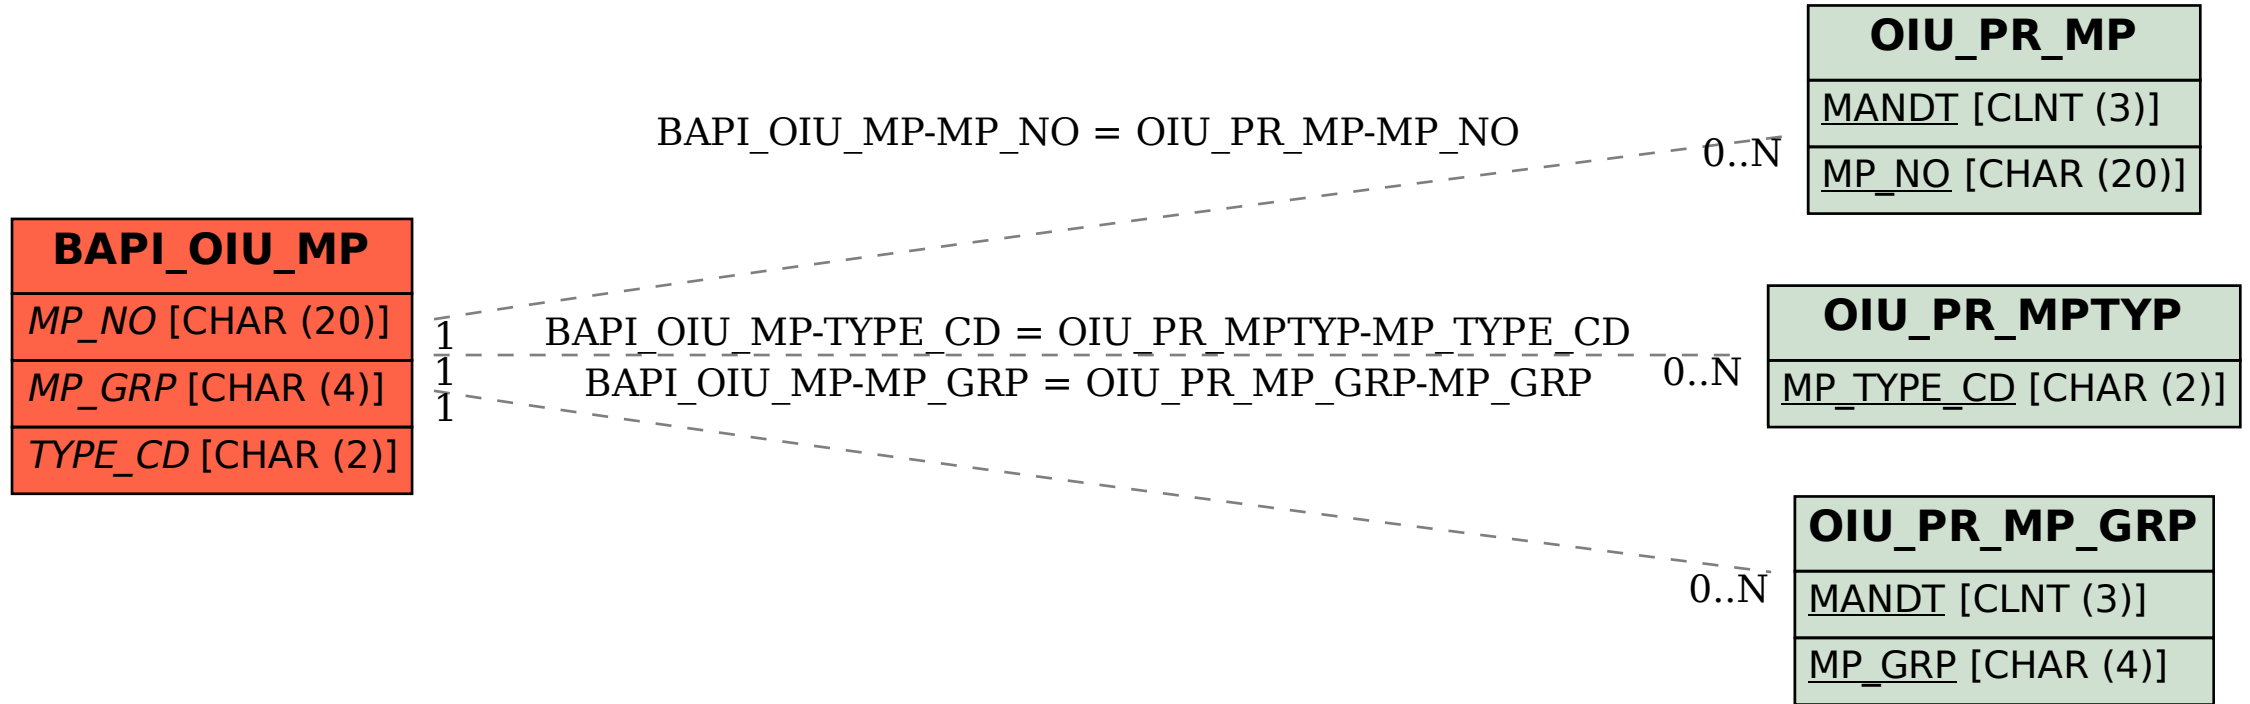 BAPI_OIU_MP
MP_NO [CHAR (20)]
MP_GRP [CHAR (4)]
TYPE_CD [CHAR (2)]
BAPI_OIU_MP-MP_NO = OIU_PR_MP-MP_NO
1
0..N
BAPI_OIU_MP-TYPE_CD = OIU_PR_MPTYP-MP_TYPE_CD
1
0..N
BAPI_OIU_MP-MP_GRP = OIU_PR_MP_GRP-MP_GRP
1
0..N
OIU_PR_MP
MANDT [CLNT (3)]
MP_NO [CHAR (20)]
OIU_PR_MPTYP
MP_TYPE_CD [CHAR (2)]
OIU_PR_MP_GRP
MANDT [CLNT (3)]
MP_GRP [CHAR (4)]